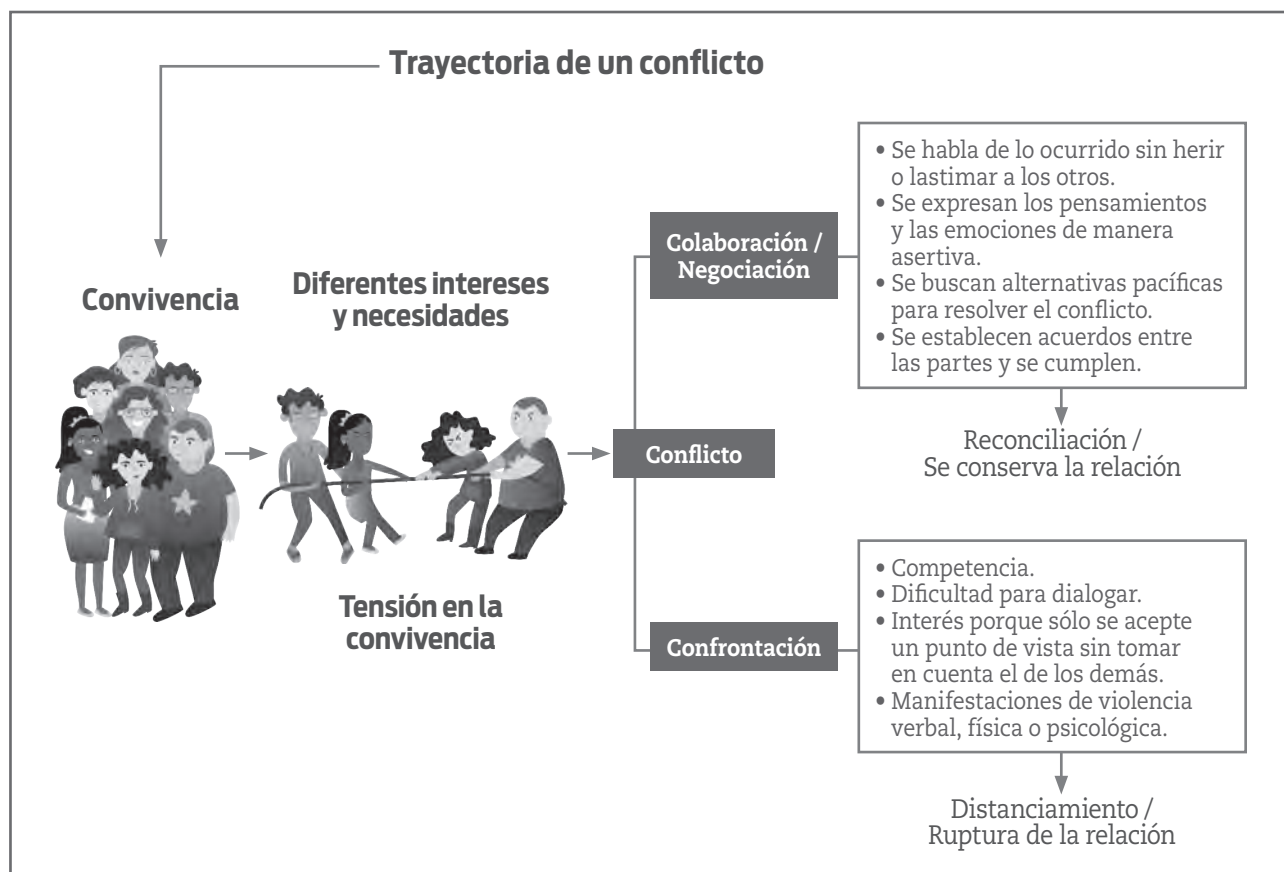 Trayectoria de un conflicto
Convivencia
Diferentes intereses
y necesidades
Tensión en la
convivencia
Conflicto
Colaboración /
Negociación
• Se habla de lo ocurrido sin herir
o lastimar a los otros.
• Se expresan los pensamientos
y las emociones de manera
asertiva.
• Se buscan alternativas pacíficas
para resolver el conflicto.
• Se establecen acuerdos entre
las partes y se cumplen.
Reconciliación /
Se conserva la relación
Confrontación
• Competencia.
• Dificultad para dialogar.
• Interés porque sólo se acepte
un punto de vista sin tomar
en cuenta el de los demás.
• Manifestaciones de violencia
verbal, física o psicológica.
Distanciamiento /
Ruptura de la relación